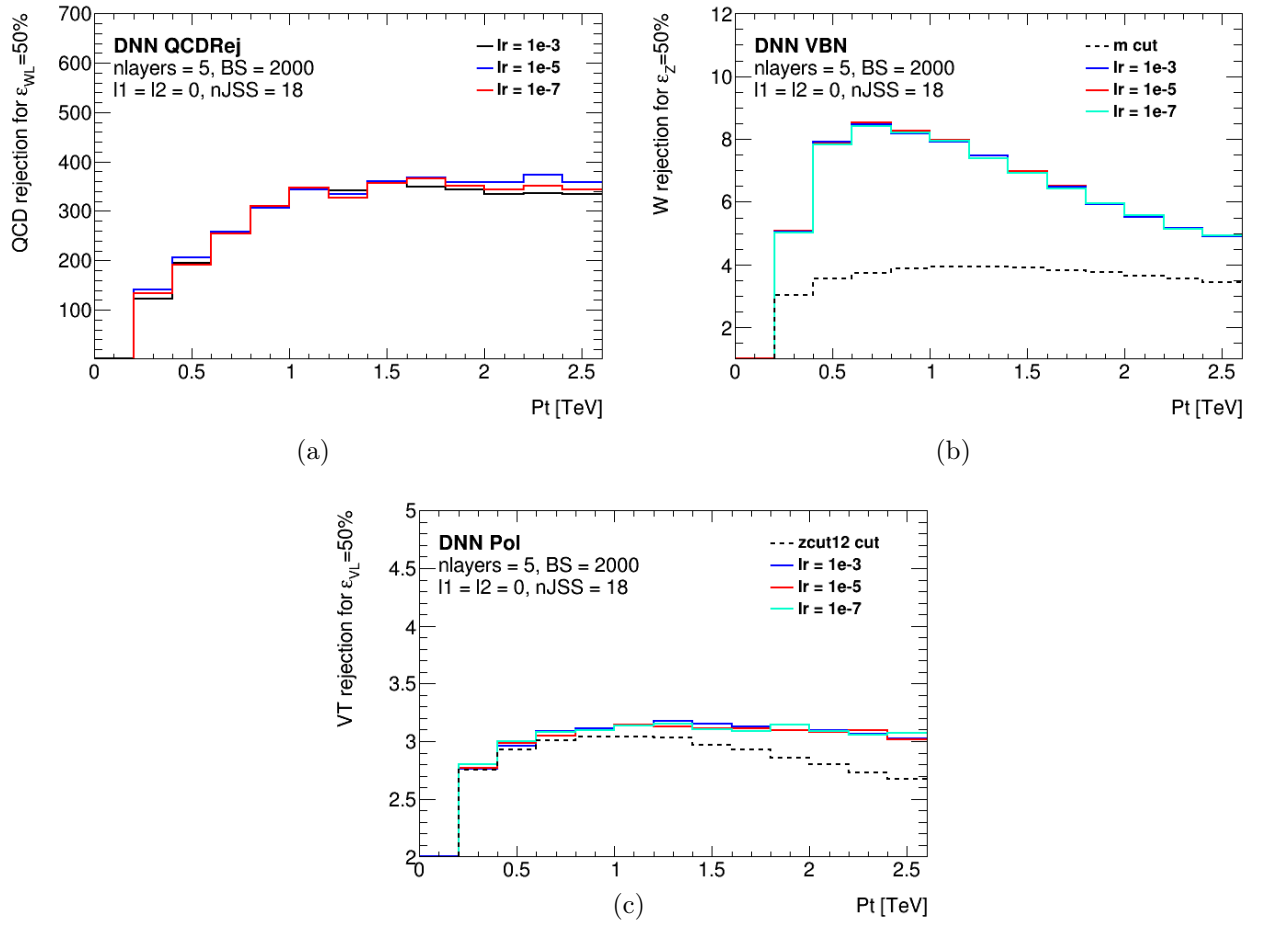 QCD rejection for ε_WL=50%
700
600
500
400
300
200
100
DNN QCDRej
nlayers = 5, BS = 2000
l1 = l2 = 0, nJSS = 18
lr = 1e-3
lr = 1e-5
lr = 1e-7
0 0.5 1 1.5 2 2.5
Pt [TeV]
(a)
W rejection for ε_Z=50%
12
10
8
6
4
2
DNN VBN
nlayers = 5, BS = 2000
l1 = l2 = 0, nJSS = 18
m cut
lr = 1e-3
lr = 1e-5
lr = 1e-7
0 0.5 1 1.5 2 2.5
Pt [TeV]
(b)
VT rejection for ε_VL=50%
5
4.5
4
3.5
3
2.5
2
DNN Pol
nlayers = 5, BS = 2000
l1 = l2 = 0, nJSS = 18
zcut12 cut
lr = 1e-3
lr = 1e-5
lr = 1e-7
0 0.5 1 1.5 2 2.5
Pt [TeV]
(c)